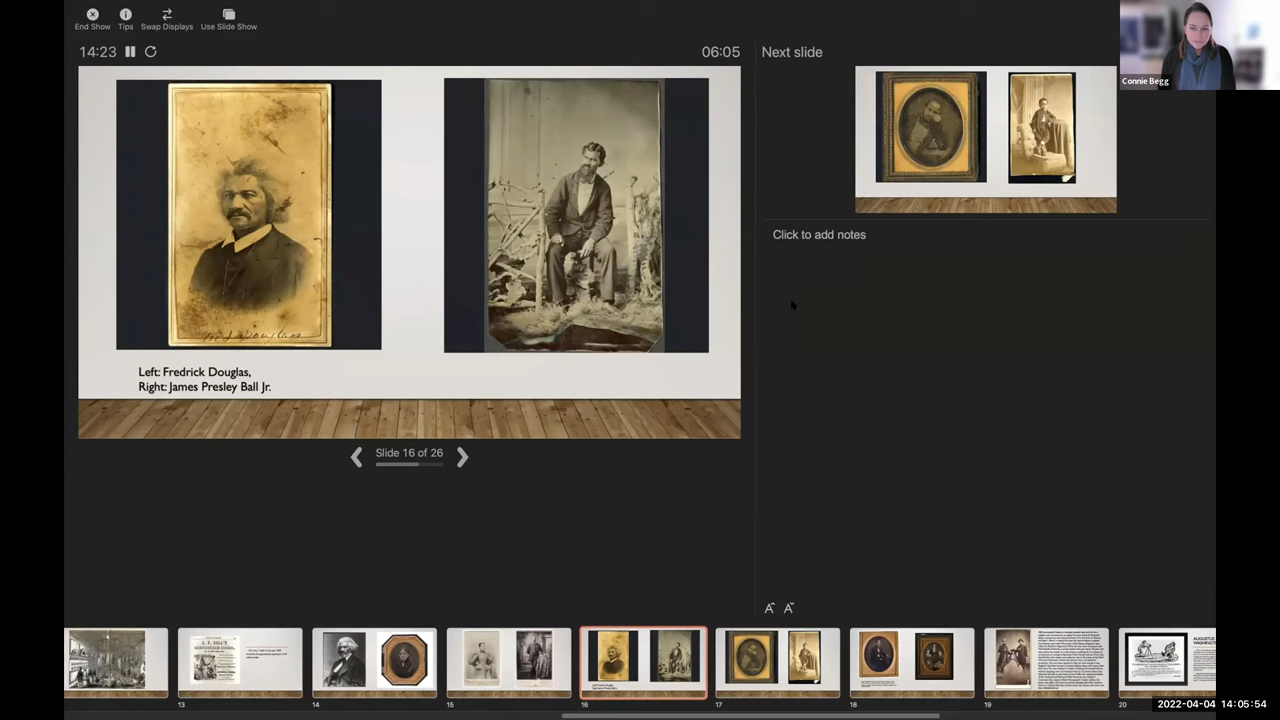 End Show
Tips
Swap Displays
Use Slide Show
14:23
06:05
Next slide
Connie Begg
Click to add notes
Left: Fredrick Douglas,
Right: James Presley Ball Jr.
Slide 16 of 26
13
14
15
16
17
18
19
20
2022-04-04 14:05:54